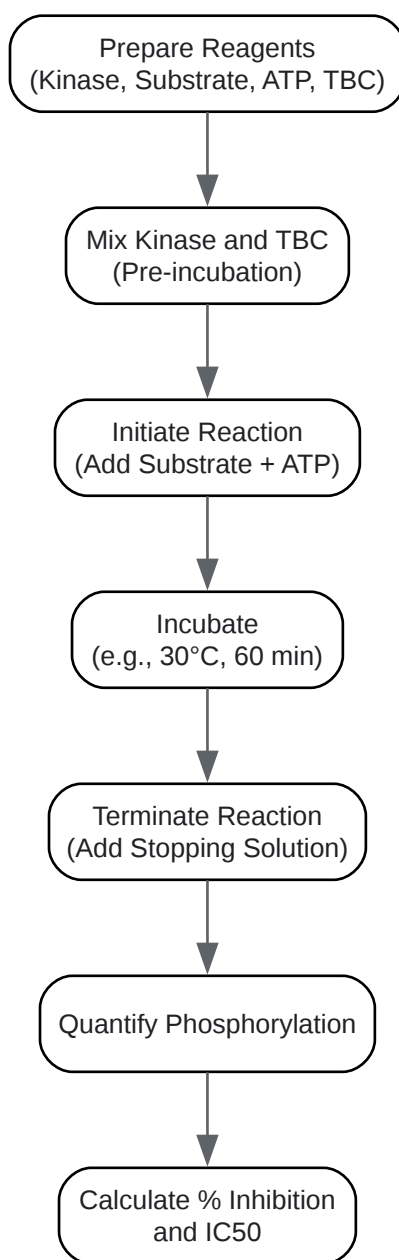 Prepare Reagents
(Kinase, Substrate, ATP, TBC)
Mix Kinase and TBC
(Pre-incubation)
Initiate Reaction
(Add Substrate + ATP)
Incubate
(e.g., 30°C, 60 min)
Terminate Reaction
(Add Stopping Solution)
Quantify Phosphorylation
Calculate % Inhibition
and IC50